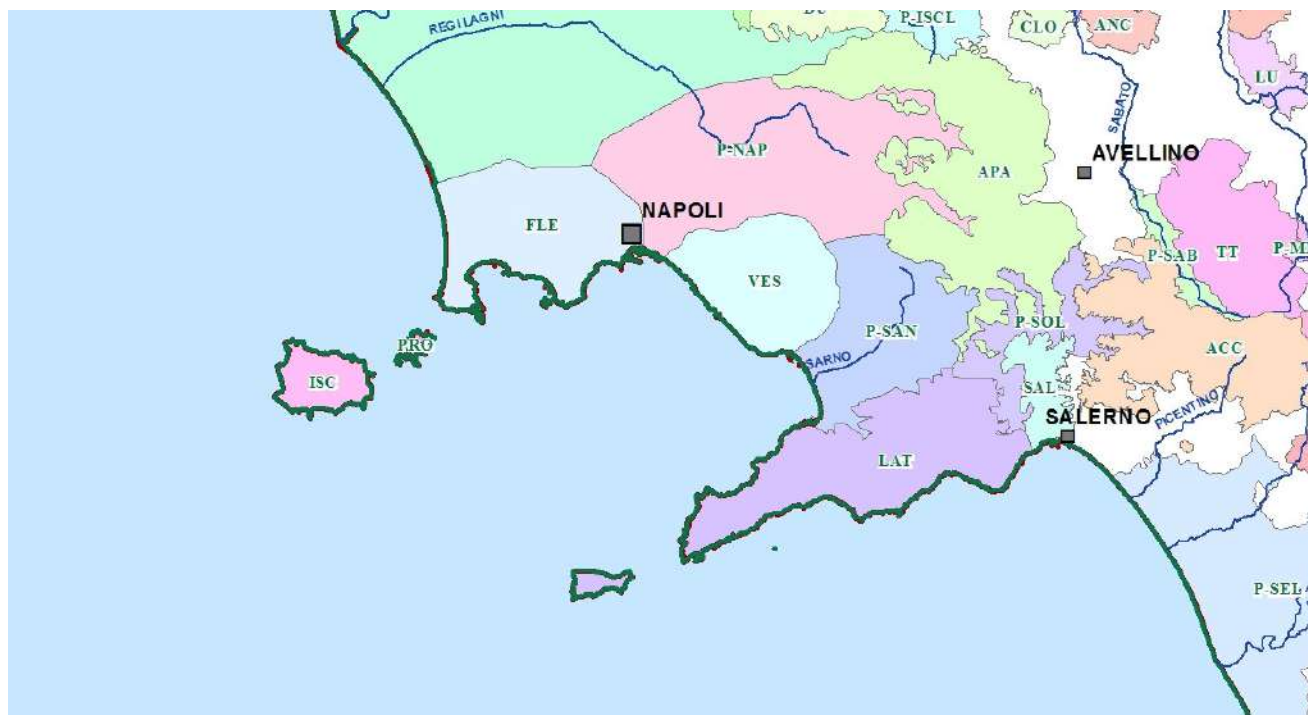 P-ISCL
CLO
ANC
REGI LAGNI
LU
SABATO
P-NAP
AVELLINO
APA
NAPOLI
FLE
TT
P-SAB
VES
P-SAN
P-SOL
PRO
SARNO
ACC
ISC
SAL
PICENTINO
SALERNO
LAT
P-SEL